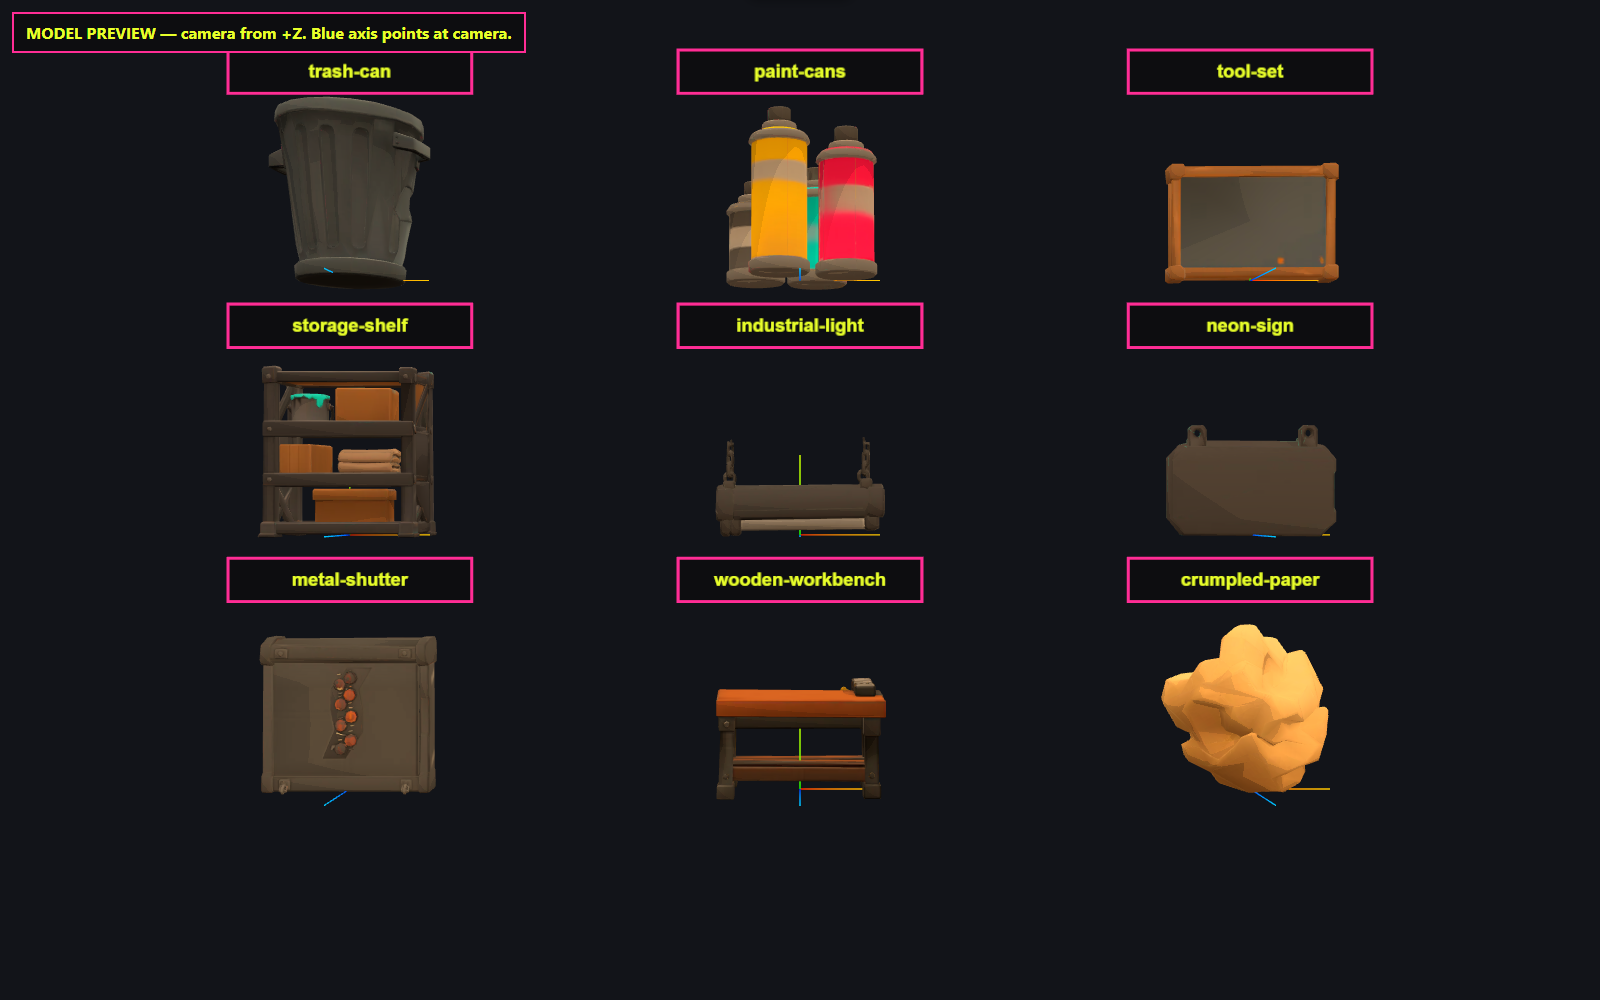 MODEL PREVIEW — camera from +Z. Blue axis points at camera.
trash-can
paint-cans
tool-set
storage-shelf
industrial-light
neon-sign
metal-shutter
wooden-workbench
crumpled-paper